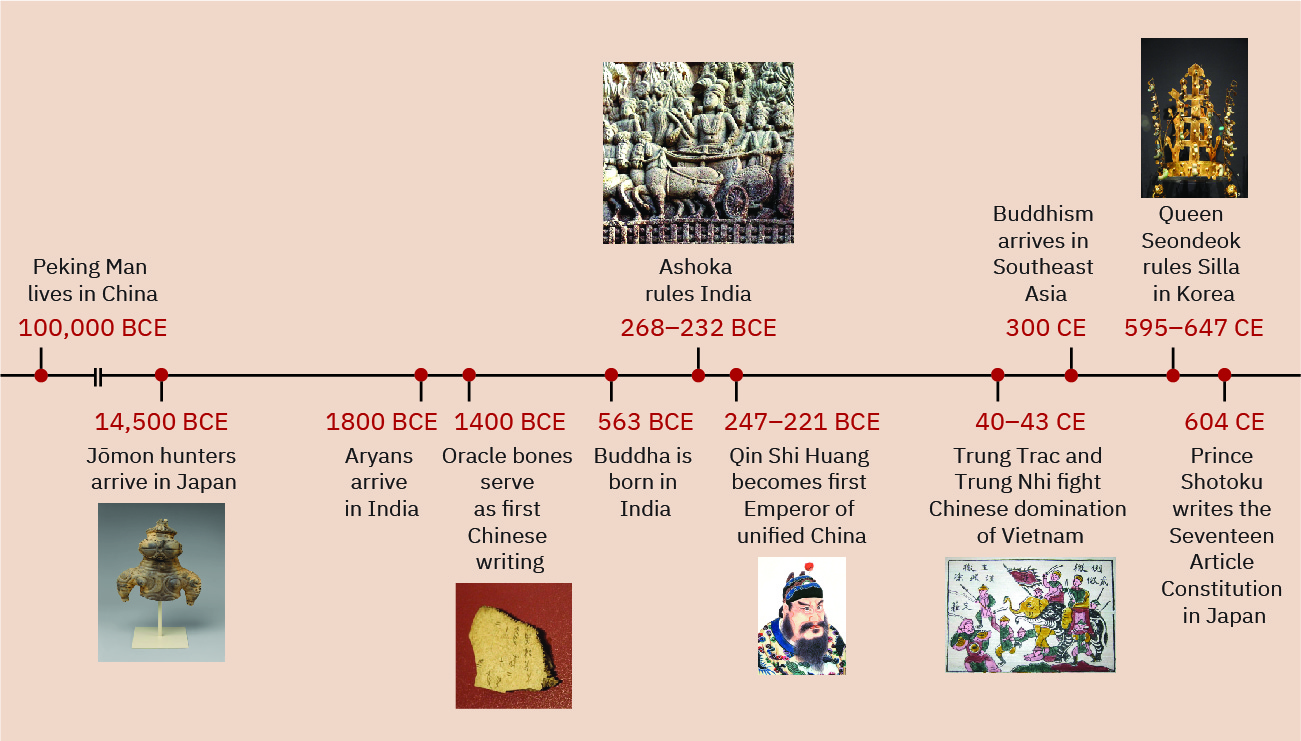 Peking Man
lives in China
100,000 BCE
14,500 BCE
Jōmon hunters
arrive in Japan
1800 BCE
Aryans
arrive
in India
1400 BCE
Oracle bones
serve
as first
Chinese
writing
563 BCE
Buddha is
born in
India
Ashoka
rules India
268–232 BCE
247–221 BCE
Qin Shi Huang
becomes first
Emperor of
unified China
40–43 CE
Trung Trac and
Trung Nhi fight
Chinese domination
of Vietnam
Buddhism
arrives in
Southeast
Asia
300 CE
Queen
Seondeok
rules Silla
in Korea
595–647 CE
604 CE
Prince
Shotoku
writes the
Seventeen
Article
Constitution
in Japan